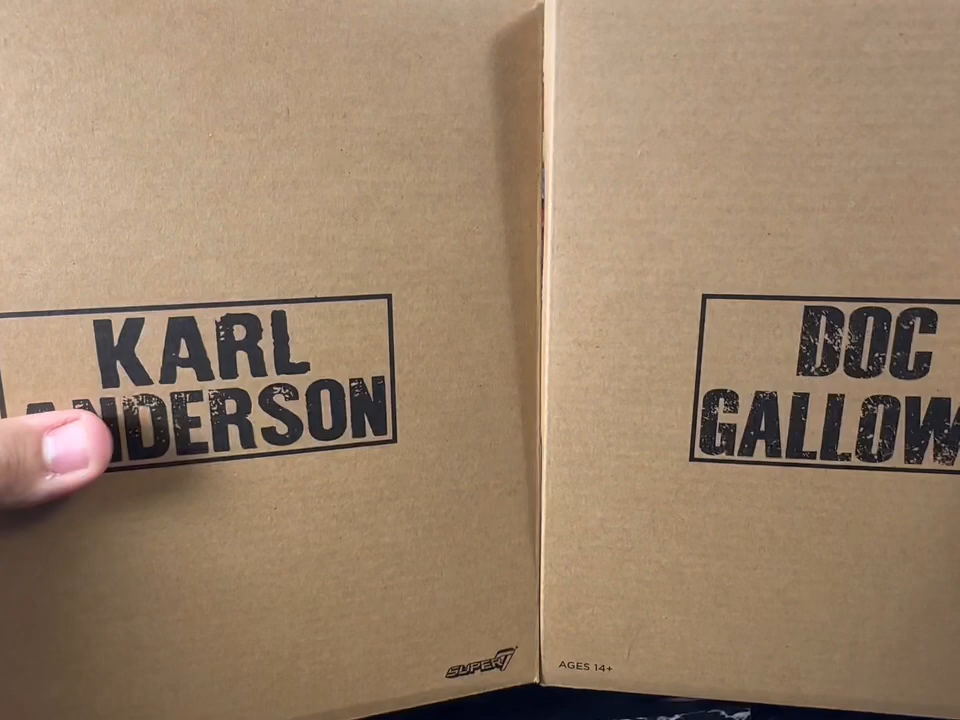 KARL
ANDERSON
SUPER7
DOC
GALLOW
AGES 14+